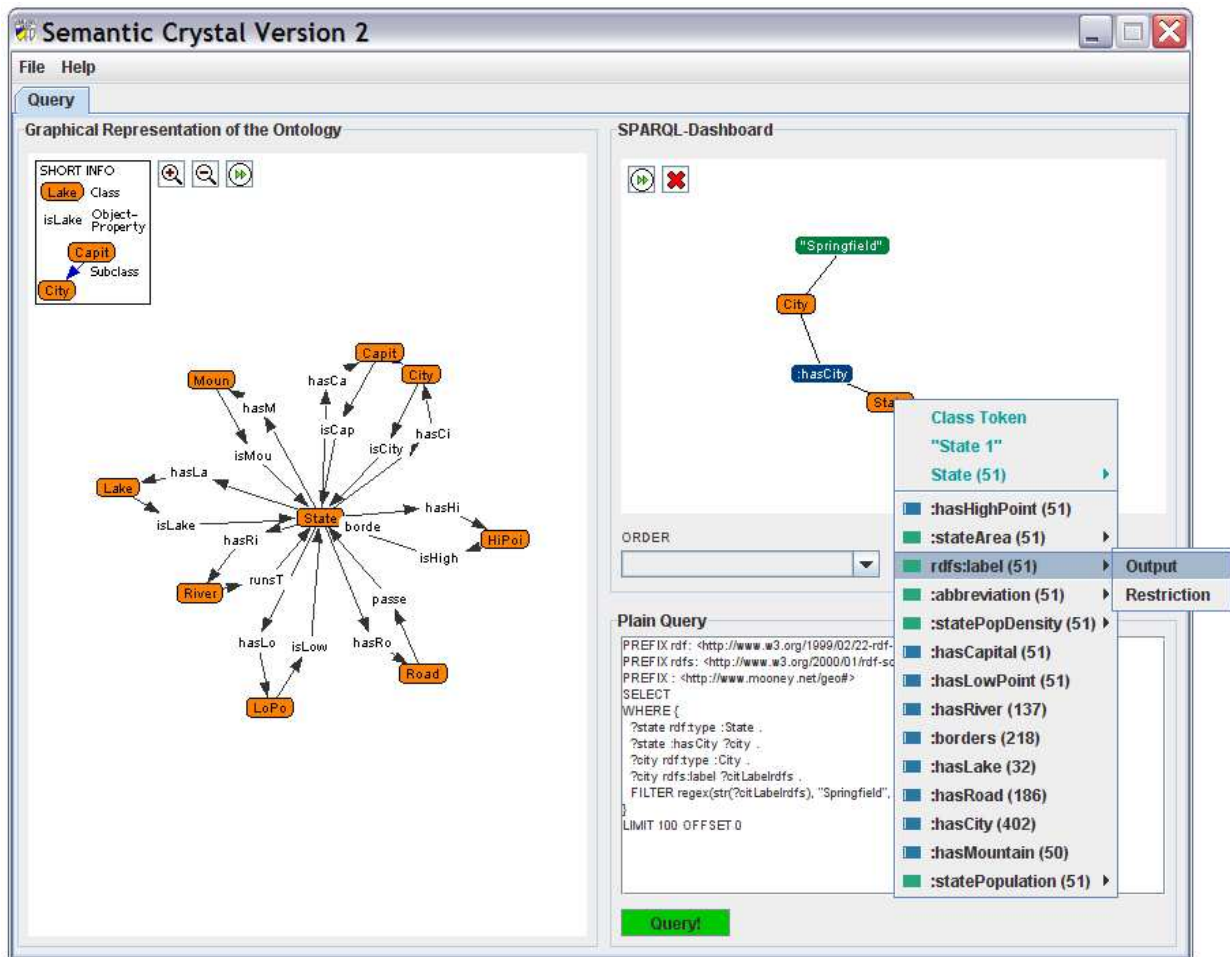 Semantic Crystal Version 2
File Help
Query
Graphical Representation of the Ontology
SHORT INFO
Lake Class
isLake Object-
Property
Capit
Subclass
City
Capit
City
Moun
hasCa
hasM
isCap
hasCi
isCity
isMou
hasLa
Lake
hasHi
isLake
State
borde
hasRi
isHigh
HiPoi
runsT
River
passe
hasLo
isLow
hasRo
Road
LoPo
SPARQL-Dashboard
"Springfield"
City
:hasCity
Class Token
"State 1"
State (51)
:hasHighPoint (51)
:stateArea (51)
rdfs:label (51)
:abbreviation (51)
:statePopDensity (51)
:hasCapital (51)
:hasLowPoint (51)
:hasRiver (137)
:borders (218)
:hasLake (32)
:hasRoad (186)
:hasCity (402)
:hasMountain (50)
:statePopulation (51)
Output
Restriction
ORDER
Plain Query
PREFIX rdf: <http://www.w3.org/1999/02/22-rdf-
PREFIX rdfs: <http://www.w3.org/2000/01/rdf-sc
PREFIX : <http://www.mooney.net/geo#>
SELECT
WHERE {
?state rdf:type :State .
?state :hasCity ?city .
?city rdf:type :City .
?city rdfs:label ?citLabelrdfs .
FILTER regex(str(?citLabelrdfs), "Springfield",
}
LIMIT 100 OFFSET 0
Query!